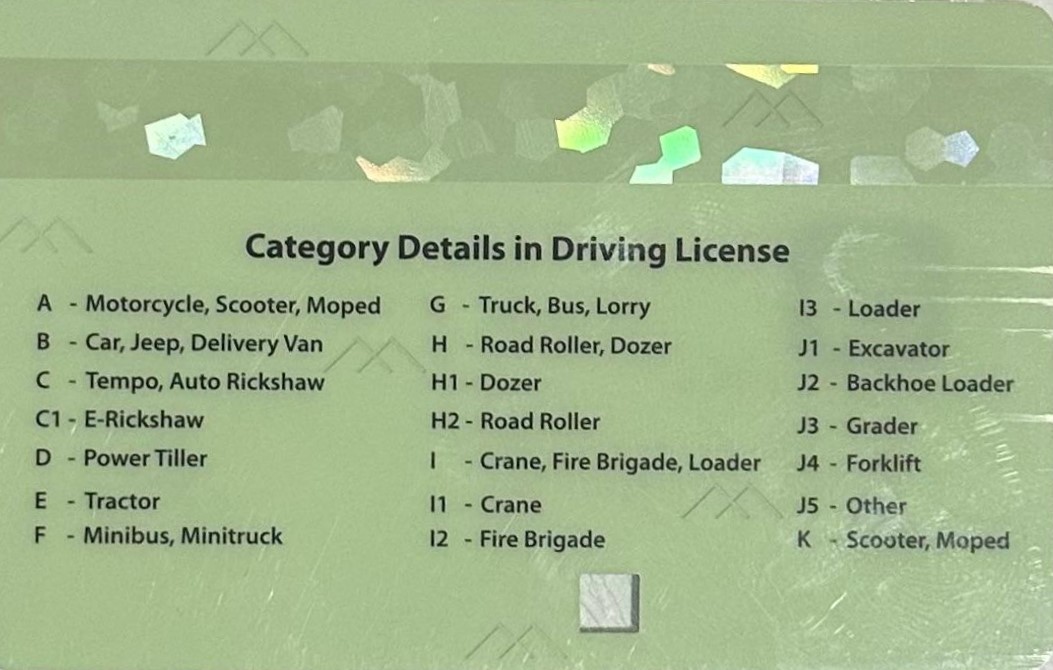 Category Details in Driving License
A - Motorcycle, Scooter, Moped
B - Car, Jeep, Delivery Van
C - Tempo, Auto Rickshaw
C1 - E-Rickshaw
D - Power Tiller
E - Tractor
F - Minibus, Minitruck
G - Truck, Bus, Lorry
H - Road Roller, Dozer
H1 - Dozer
H2 - Road Roller
I - Crane, Fire Brigade, Loader
I1 - Crane
I2 - Fire Brigade
I3 - Loader
J1 - Excavator
J2 - Backhoe Loader
J3 - Grader
J4 - Forklift
J5 - Other
K - Scooter, Moped